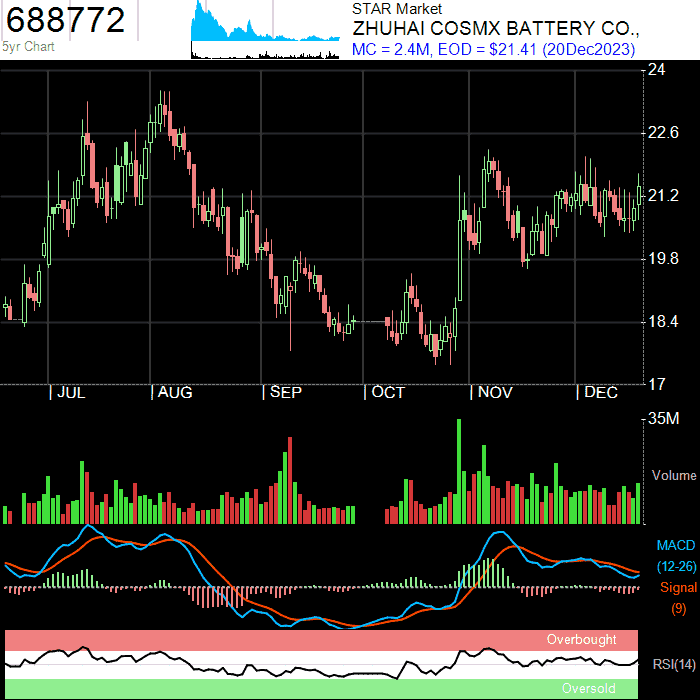 688772
5yr Chart
STAR Market
ZHUHAI COSMX BATTERY CO.,
MC = 2.4M, EOD = $21.41 (20Dec2023)
24
22.6
21.2
19.8
18.4
17
JUL AUG SEP OCT NOV DEC
35M
Volume
MACD
(12-26)
Signal
(9)
Overbought
RSI(14)
Oversold